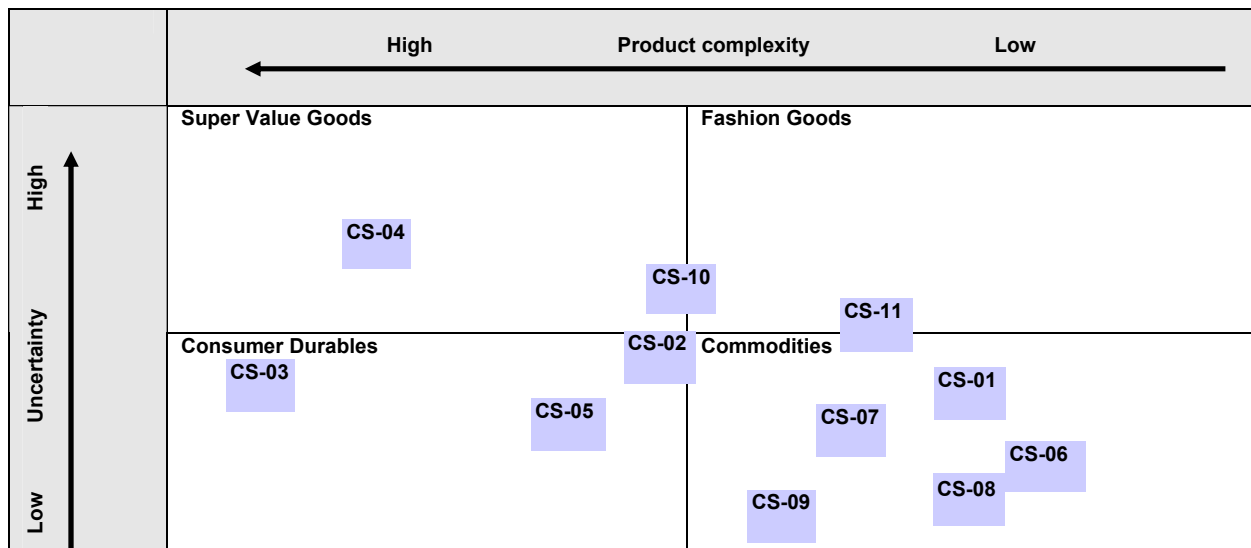 High Product complexity Low
Super Value Goods Fashion Goods
High
CS-04
CS-10
CS-11
Uncertainty
Consumer Durables CS-02 Commodities
CS-03
CS-01
CS-05
CS-07
CS-06
CS-08
Low
CS-09